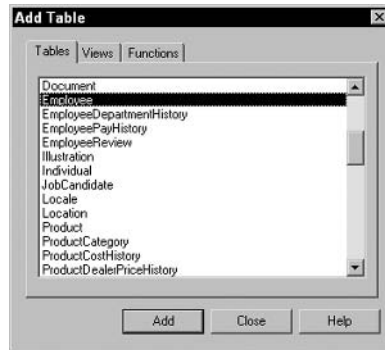 Add Table
Tables Views Functions
Document
Employee
EmployeeDepartmentHistory
EmployeePayHistory
EmployeeReview
Illustration
Individual
JobCandidate
Locale
Location
Product
ProductCategory
ProductCostHistory
ProductDealerPriceHistory
Add Close Help